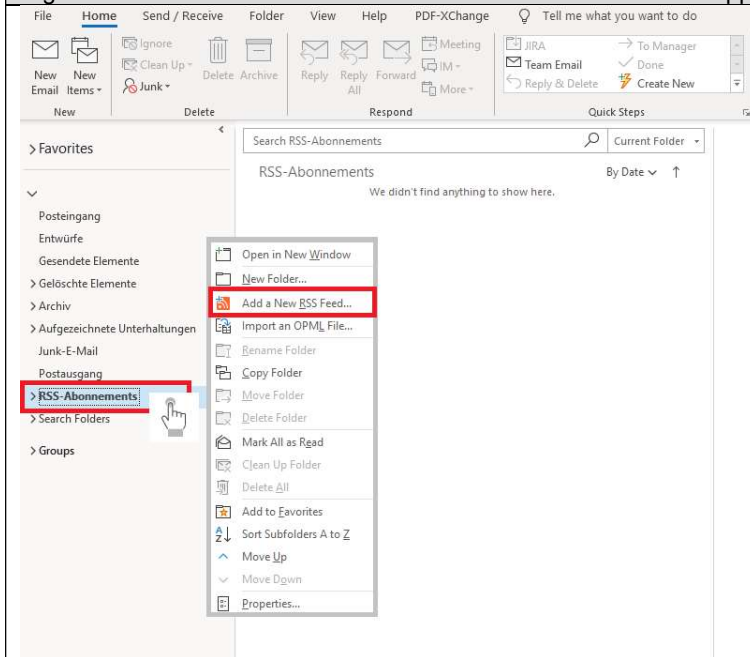 File Home Send / Receive Folder View Help PDF-XChange Tell me what you want to do
New Email
New Items
Ignore
Clean Up
Junk
Delete
Archive
Reply
Reply All
Forward
Meeting
IM
More
JIRA
Team Email
Reply & Delete
To Manager
Done
Create New
New Delete Respond Quick Steps
Favorites
Search RSS-Abonnements Current Folder
RSS-Abonnements By Date
We didn't find anything to show here.
Posteingang
Entwürfe
Gesendete Elemente
Gelöschte Elemente
Archiv
Aufgezeichnete Unterhaltungen
Junk-E-Mail
Postausgang
RSS-Abonnements
Search Folders
Groups
Open in New Window
New Folder...
Add a New RSS Feed...
Import an OPML File...
Rename Folder
Copy Folder
Move Folder
Delete Folder
Mark All as Read
Clean Up Folder
Delete All
Add to Favorites
Sort Subfolders A to Z
Move Up
Move Down
Properties...